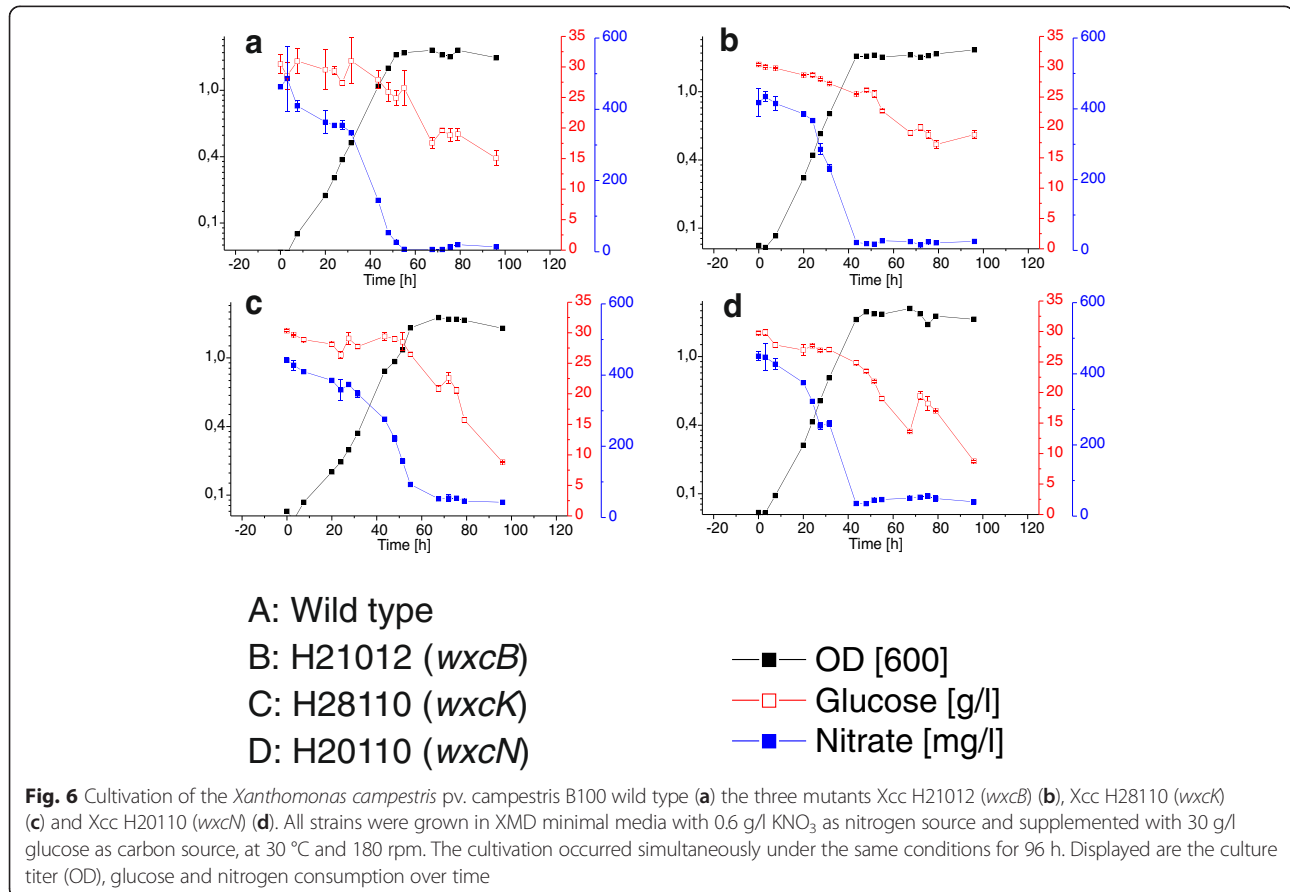 a
1,0
0,4
0,1
-20 0 20 40 60 80 100 120
Time [h]
35
30
25
20
15
10
5
0
600
400
200
0
b
1,0
0,4
0,1
-20 0 20 40 60 80 100 120
Time [h]
35
30
25
20
15
10
5
0
600
400
200
0
c
1,0
0,4
0,1
-20 0 20 40 60 80 100 120
Time [h]
35
30
25
20
15
10
5
0
600
400
200
0
d
1,0
0,4
0,1
-20 0 20 40 60 80 100 120
Time [h]
35
30
25
20
15
10
5
0
600
400
200
0
A: Wild type
B: H21012 (wxcB)
C: H28110 (wxcK)
D: H20110 (wxcN)
OD [600]
Glucose [g/l]
Nitrate [mg/l]
Fig. 6 Cultivation of the Xanthomonas campestris pv. campestris B100 wild type (a) the three mutants Xcc H21012 (wxcB) (b), Xcc H28110 (wxcK)
(c) and Xcc H20110 (wxcN) (d). All strains were grown in XMD minimal media with 0.6 g/l KNO₃ as nitrogen source and supplemented with 30 g/l
glucose as carbon source, at 30 °C and 180 rpm. The cultivation occurred simultaneously under the same conditions for 96 h. Displayed are the culture
titer (OD), glucose and nitrogen consumption over time